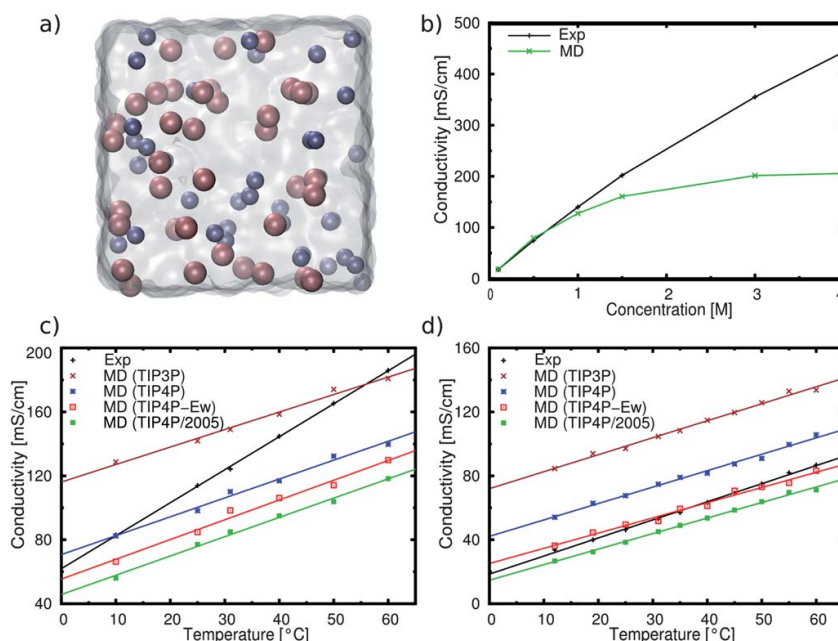 a)
b)
500
400
300
200
100
0
Conductivity [mS/cm]
Exp
MD
0 1 2 3 4
Concentration [M]
c)
200
160
120
80
40
Conductivity [mS/cm]
Exp
MD (TIP3P)
MD (TIP4P)
MD (TIP4P-Ew)
MD (TIP4P/2005)
0 10 20 30 40 50 60
Temperature [°C]
d)
160
120
80
40
0
Conductivity [mS/cm]
Exp
MD (TIP3P)
MD (TIP4P)
MD (TIP4P-Ew)
MD (TIP4P/2005)
0 10 20 30 40 50 60
Temperature [°C]